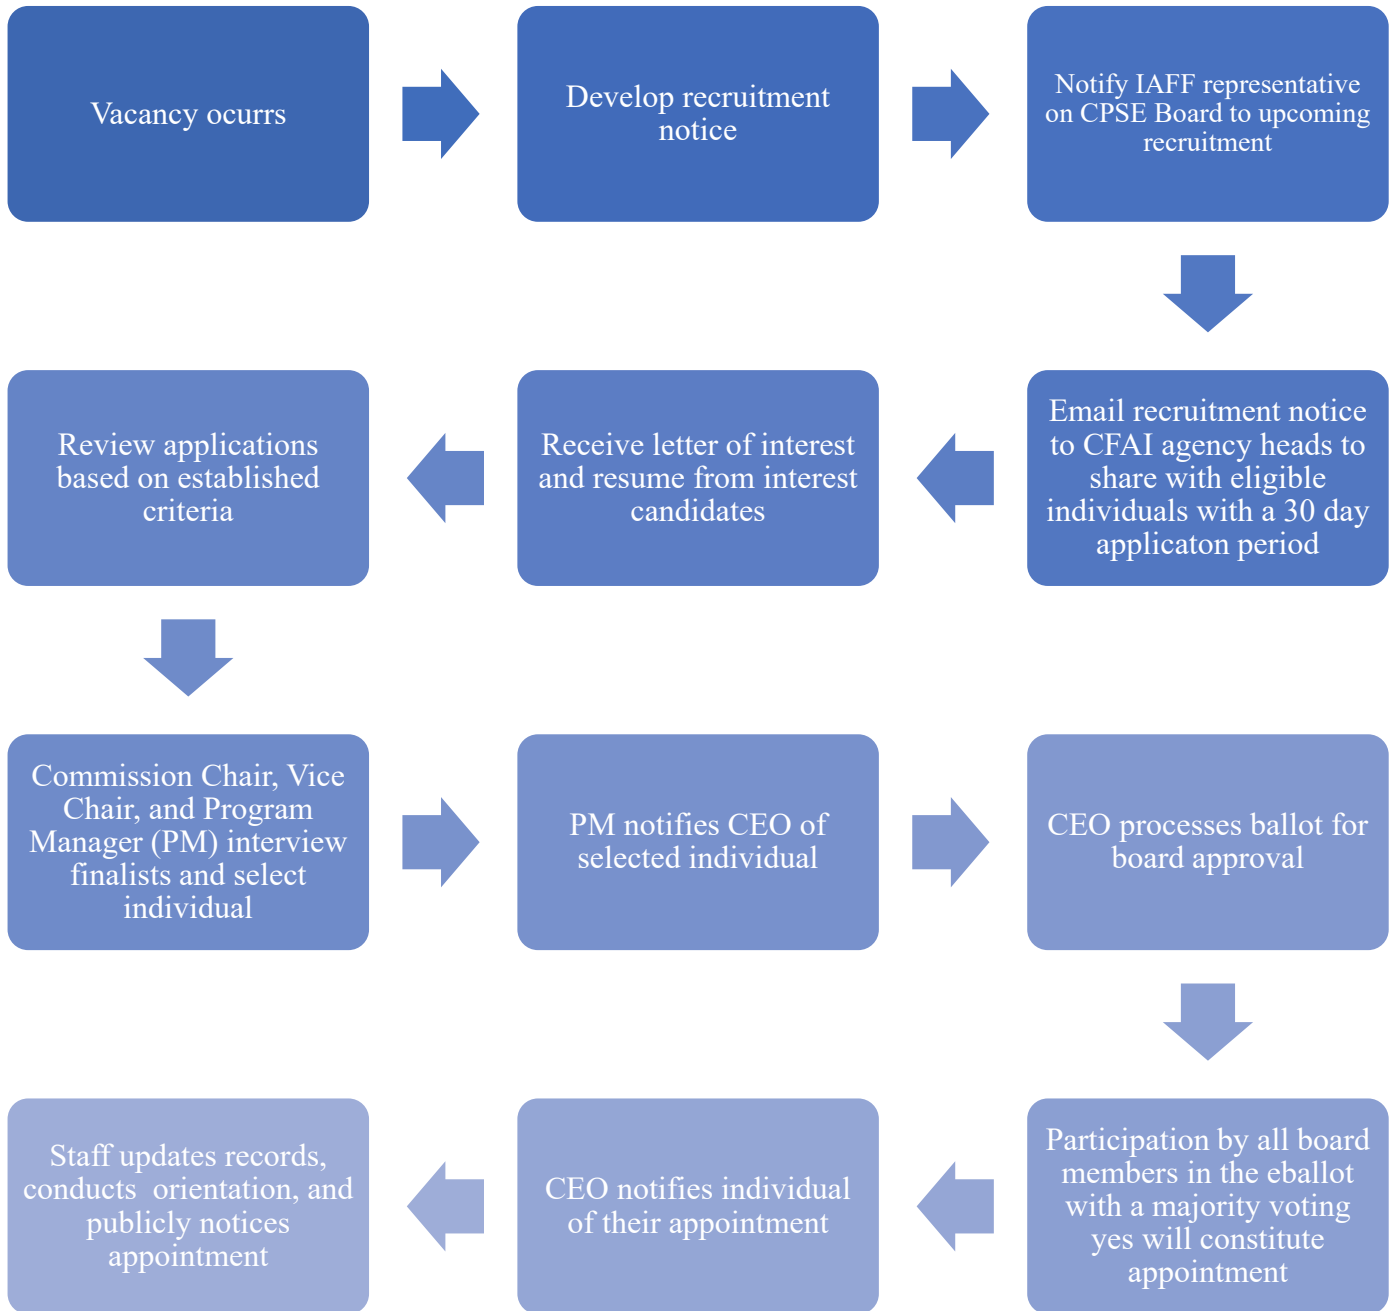 Vacancy ocurrs
Develop recruitment
notice
Notify IAFF representative
on CPSE Board to upcoming
recruitment
Email recruitment notice
to CFAI agency heads to
share with eligible
individuals with a 30 day
applicaton period
Receive letter of interest
and resume from interest
candidates
Review applications
based on established
criteria
Commission Chair, Vice
Chair, and Program
Manager (PM) interview
finalists and select
individual
PM notifies CEO of
selected individual
CEO processes ballot for
board approval
Participation by all board
members in the eballot
with a majority voting
yes will constitute
appointment
CEO notifies individual
of their appointment
Staff updates records,
conducts  orientation, and
publicly notices
appointment